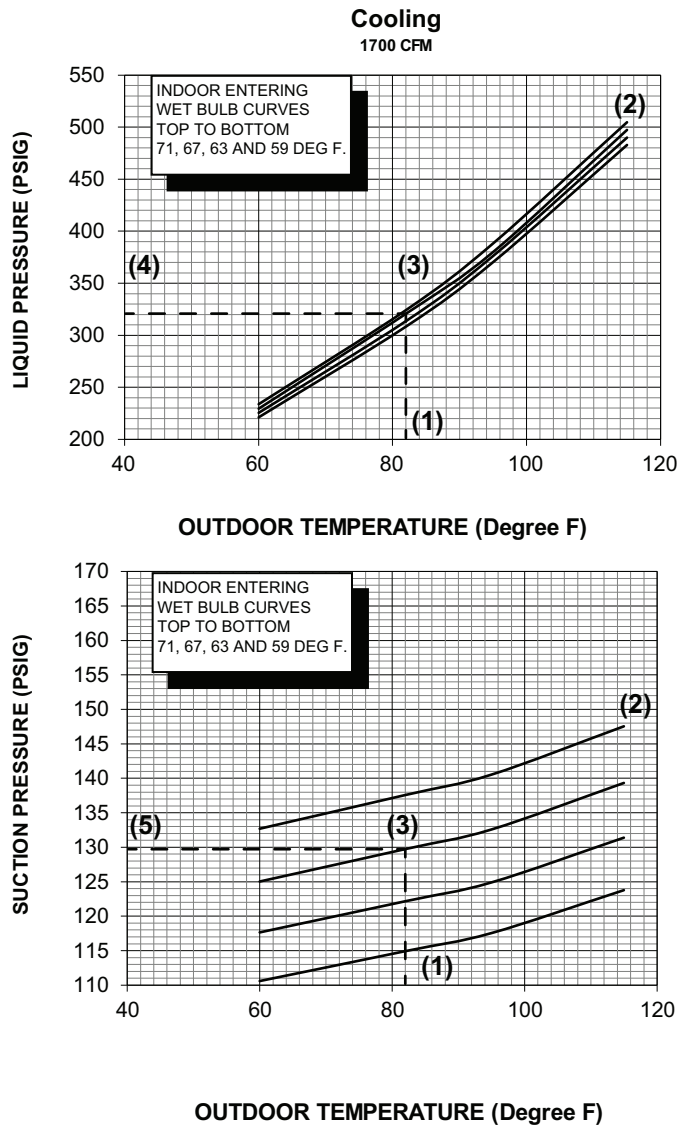 Cooling
1700 CFM
LIQUID PRESSURE (PSIG)
550
500
450
400
350
300
250
200
INDOOR ENTERING
WET BULB CURVES
TOP TO BOTTOM
71, 67, 63 AND 59 DEG F.
(2)
(4)
(3)
(1)
40
60
80
100
120
OUTDOOR TEMPERATURE (Degree F)
SUCTION PRESSURE (PSIG)
170
165
160
155
150
145
140
135
130
125
120
115
110
INDOOR ENTERING
WET BULB CURVES
TOP TO BOTTOM
71, 67, 63 AND 59 DEG F.
(2)
(5)
(3)
(1)
40
60
80
100
120
OUTDOOR TEMPERATURE (Degree F)